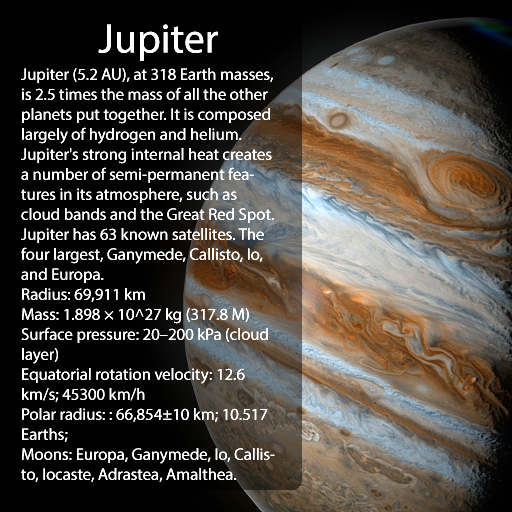 Jupiter
Jupiter (5.2 AU), at 318 Earth masses,
is 2.5 times the mass of all the other
planets put together. It is composed
largely of hydrogen and helium.
Jupiter's strong internal heat creates
a number of semi-permanent fea-
tures in its atmosphere, such as
cloud bands and the Great Red Spot.
Jupiter has 63 known satellites. The
four largest, Ganymede, Callisto, Io,
and Europa.
Radius: 69,911 km
Mass: 1.898 × 10^27 kg (317.8 M)
Surface pressure: 20–200 kPa (cloud
layer)
Equatorial rotation velocity: 12.6
km/s; 45300 km/h
Polar radius: : 66,854±10 km; 10.517
Earths;
Moons: Europa, Ganymede, Io, Callis-
to, Iocaste, Adrastea, Amalthea.